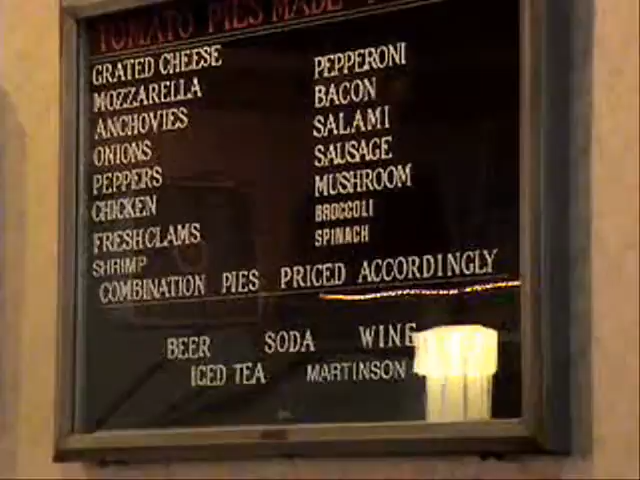 TOMATO PIES MADE
GRATED CHEESE PEPPERONI
MOZZARELLA BACON
ANCHOVIES SALAMI
ONIONS SAUSAGE
PEPPERS MUSHROOM
CHICKEN BROCCOLI
FRESH CLAMS SPINACH
SHRIMP
COMBINATION PIES PRICED ACCORDINGLY
BEER SODA WINE
ICED TEA MARTINSON